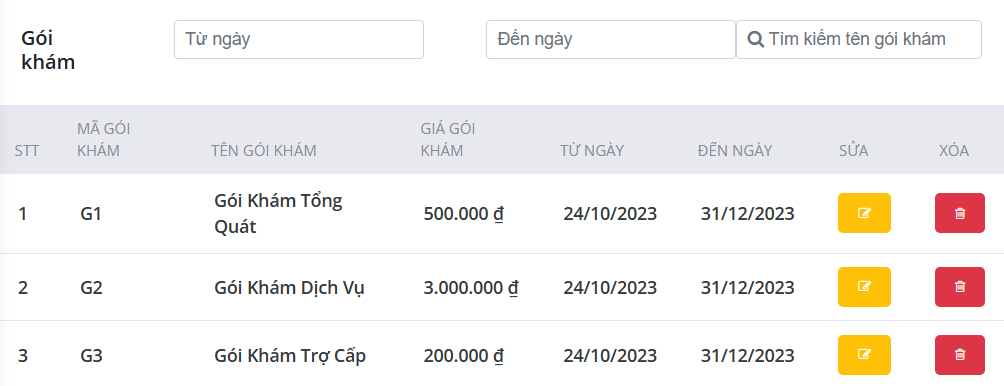 Gói
khám
Từ ngày
Đến ngày
Tìm kiếm tên gói khám
STT
MÃ GÓI
KHÁM
TÊN GÓI KHÁM
GIÁ GÓI
KHÁM
TỪ NGÀY
ĐẾN NGÀY
SỬA
XÓA
1
G1
Gói Khám Tổng
Quát
500.000 ₫
24/10/2023
31/12/2023
2
G2
Gói Khám Dịch Vụ
3.000.000 ₫
24/10/2023
31/12/2023
3
G3
Gói Khám Trợ Cấp
200.000 ₫
24/10/2023
31/12/2023